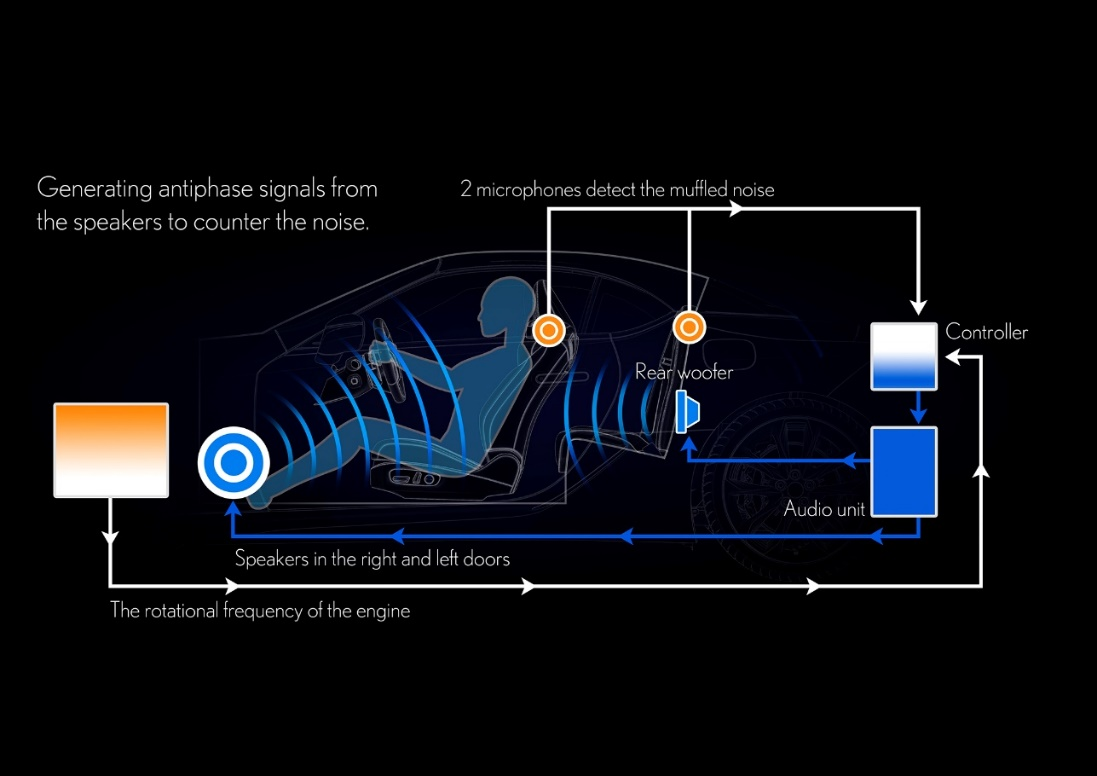 Generating antiphase signals from
the speakers to counter the noise.
2 microphones detect the muffled noise
Controller
Rear woofer
Audio unit
Speakers in the right and left doors
The rotational frequency of the engine